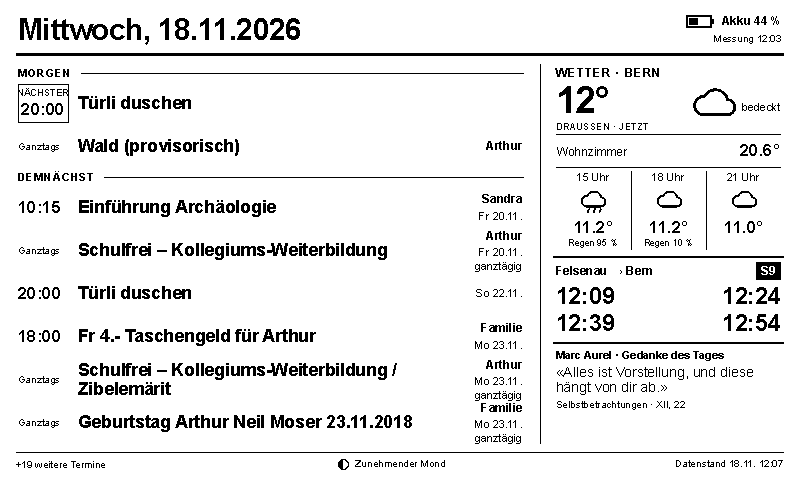 Mittwoch, 18.11.2026
Akku 44 %
Messung 12:03
MORGEN
NÄCHSTER
20:00 Türli duschen
Ganztags Wald (provisorisch) Arthur
DEMNÄCHST
10:15 Einführung Archäologie Sandra
Fr 20.11.
Ganztags Schulfrei – Kollegiums-Weiterbildung Arthur
Fr 20.11.
ganztägig
20:00 Türli duschen So 22.11.
18:00 Fr 4.- Taschengeld für Arthur Familie
Mo 23.11.
Ganztags Schulfrei – Kollegiums-Weiterbildung / Arthur
Zibelemärit Mo 23.11.
ganztägig
Ganztags Geburtstag Arthur Neil Moser 23.11.2018 Familie
Mo 23.11.
ganztägig
WETTER · BERN
12° bedeckt
DRAUSSEN · JETZT
Wohnzimmer 20.6°
15 Uhr 18 Uhr 21 Uhr
11.2° 11.2° 11.0°
Regen 95 % Regen 10 %
Felsenau › Bern S9
12:09 12:24
12:39 12:54
Marc Aurel · Gedanke des Tages
«Alles ist Vorstellung, und diese
hängt von dir ab.»
Selbstbetrachtungen · XII, 22
+19 weitere Termine Zunehmender Mond Datenstand 18.11. 12:07